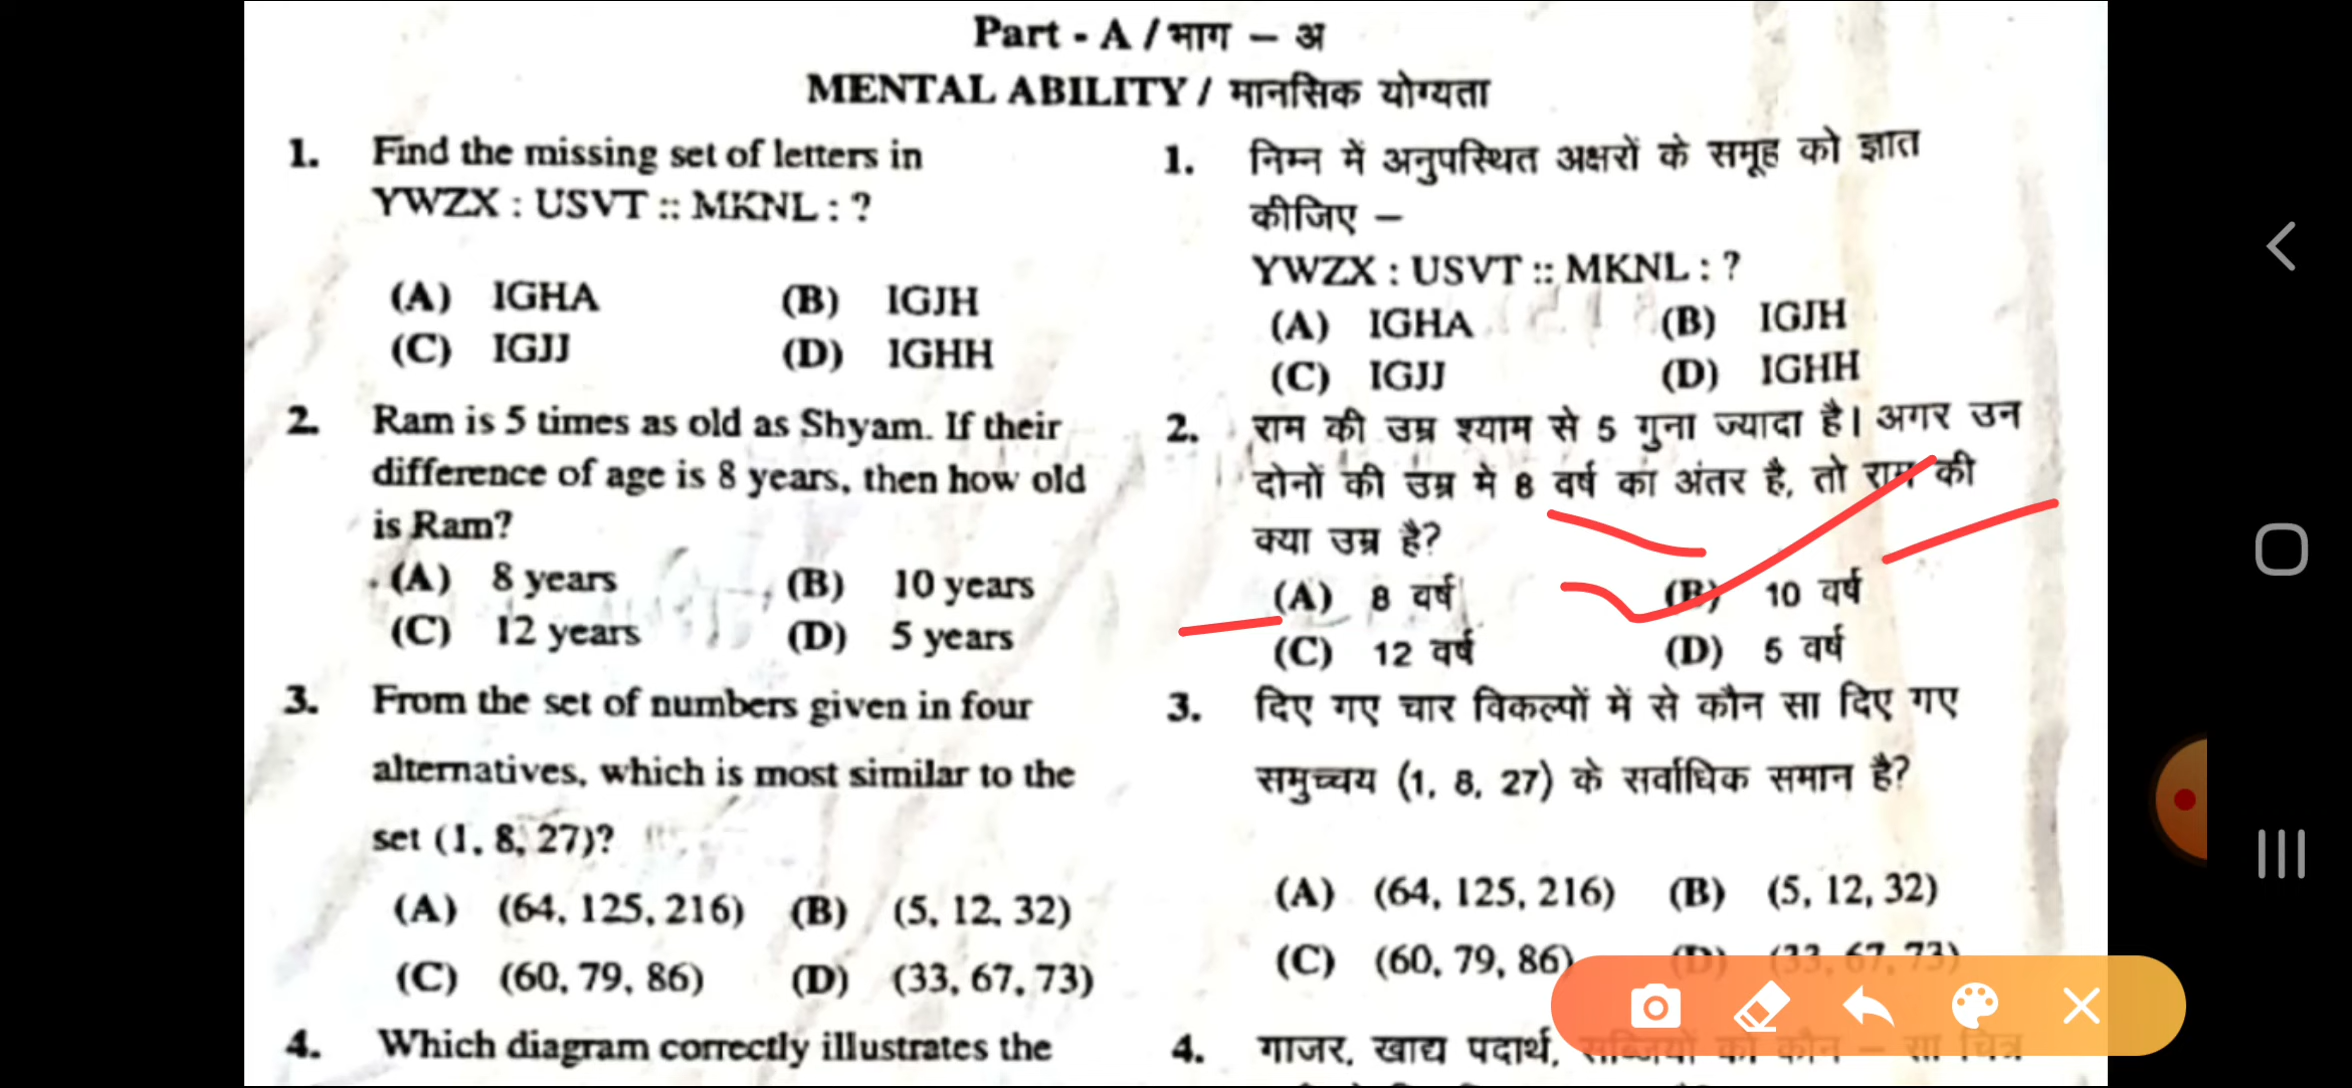 Part - A / भाग – अ
MENTAL ABILITY / मानसिक योग्यता
1. Find the missing set of letters in
YWZX : USVT :: MKNL : ?
(A) IGHA (B) IGJH
(C) IGJJ (D) IGHH
2. Ram is 5 times as old as Shyam. If their
difference of age is 8 years, then how old
is Ram?
(A) 8 years (B) 10 years
(C) 12 years (D) 5 years
3. From the set of numbers given in four
alternatives, which is most similar to the
set (1, 8, 27)?
(A) (64, 125, 216) (B) (5, 12, 32)
(C) (60, 79, 86) (D) (33, 67, 73)
4. Which diagram correctly illustrates the
1. निम्न में अनुपस्थित अक्षरों के समूह को ज्ञात
कीजिए –
YWZX : USVT :: MKNL : ?
(A) IGHA (B) IGJH
(C) IGJJ (D) IGHH
2. राम की उम्र श्याम से 5 गुना ज्यादा है। अगर उन
दोनों की उम्र मे 8 वर्ष का अंतर है, तो राम की
क्या उम्र है?
(A) 8 वर्ष (B) 10 वर्ष
(C) 12 वर्ष (D) 5 वर्ष
3. दिए गए चार विकल्पों में से कौन सा दिए गए
समुच्चय (1, 8, 27) के सर्वाधिक समान है?
(A) (64, 125, 216) (B) (5, 12, 32)
(C) (60, 79, 86) (D) (33, 67, 73)
4. गाजर, खाद्य पदार्थ, सब्जियों को कौन – सा चित्र